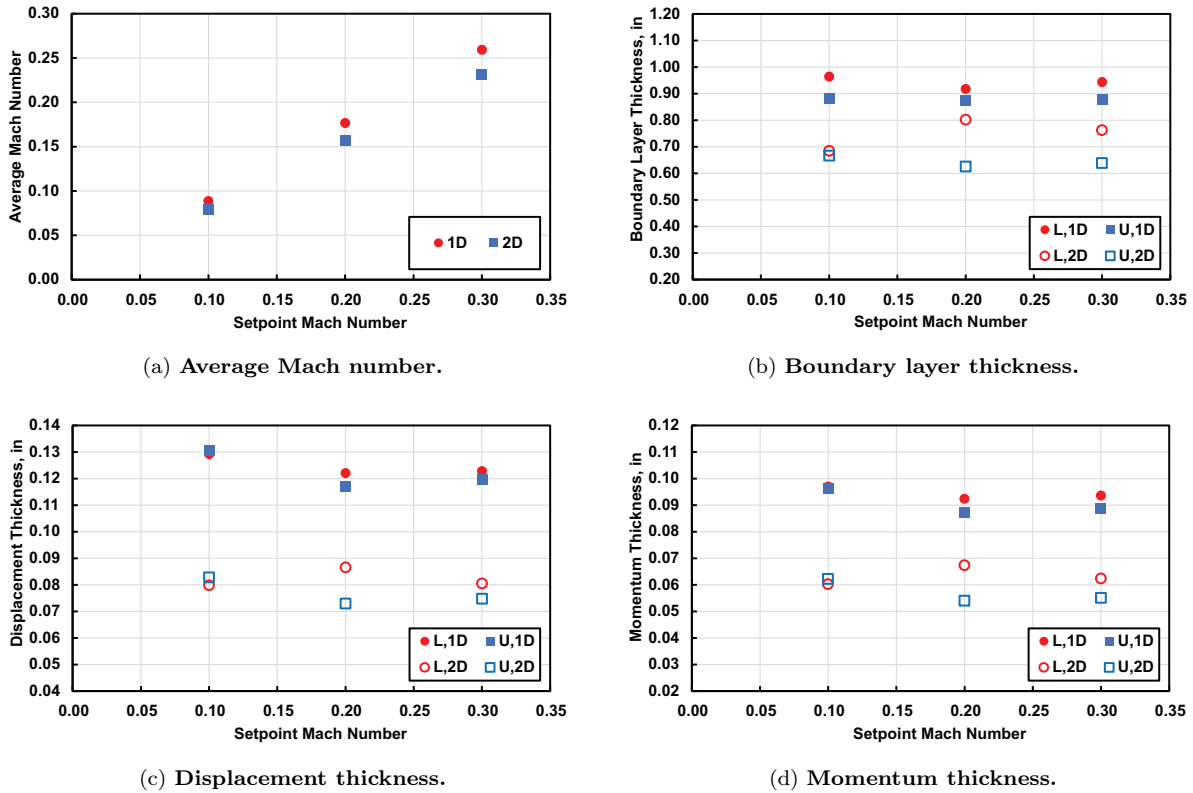 0.30
0.25
0.20
0.15
0.10
0.05
0.00
Average Mach Number
1D 2D
0.00 0.05 0.10 0.15 0.20 0.25 0.30 0.35
Setpoint Mach Number
(a) Average Mach number.
1.20
1.10
1.00
0.90
0.80
0.70
0.60
0.50
0.40
0.30
0.20
Boundary Layer Thickness, in
L,1D U,1D
L,2D U,2D
0.00 0.05 0.10 0.15 0.20 0.25 0.30 0.35
Setpoint Mach Number
(b) Boundary layer thickness.
0.14
0.13
0.12
0.11
0.10
0.09
0.08
0.07
0.06
0.05
0.04
Displacement Thickness, in
L,1D U,1D
L,2D U,2D
0.00 0.05 0.10 0.15 0.20 0.25 0.30 0.35
Setpoint Mach Number
(c) Displacement thickness.
0.12
0.11
0.10
0.09
0.08
0.07
0.06
0.05
0.04
0.03
0.02
Momentum Thickness, in
L,1D U,1D
L,2D U,2D
0.00 0.05 0.10 0.15 0.20 0.25 0.30 0.35
Setpoint Mach Number
(d) Momentum thickness.